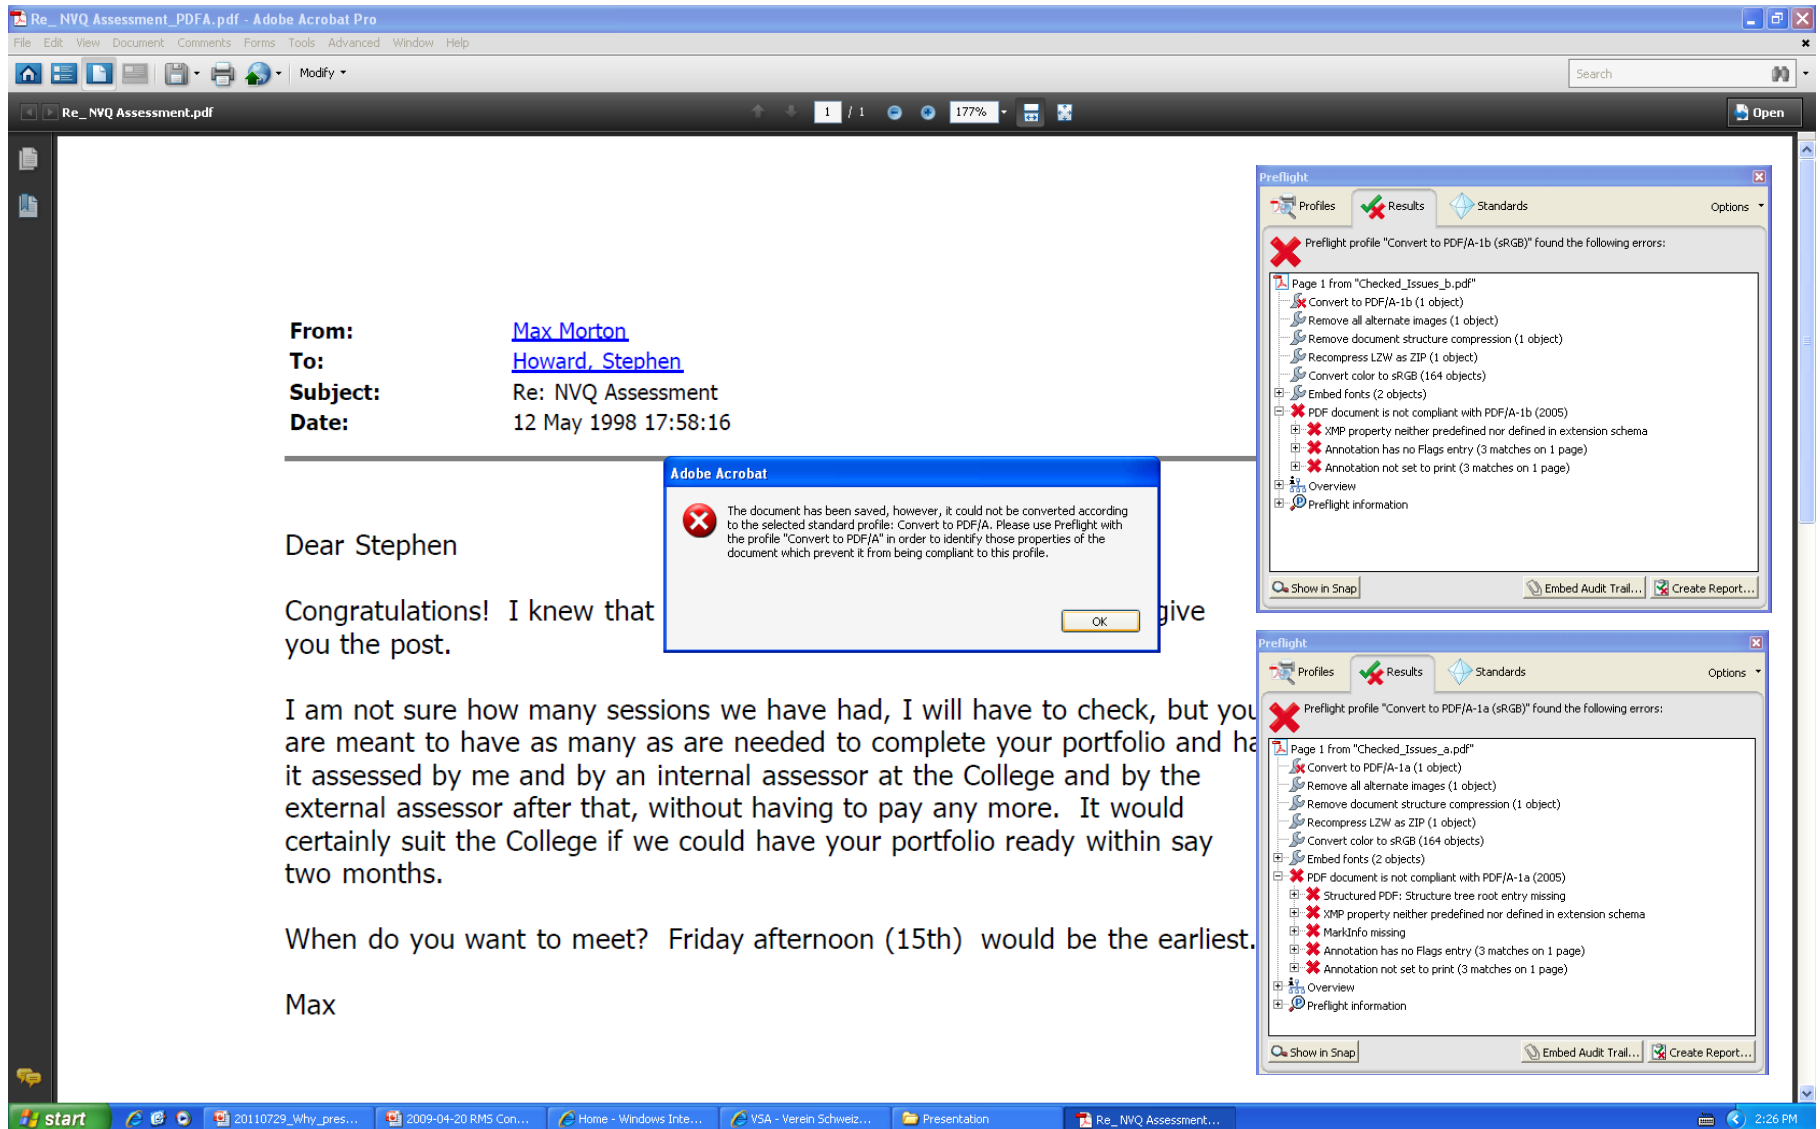 Re_ NVQ Assessment_PDFA.pdf - Adobe Acrobat Pro
File Edit View Document Comments Forms Tools Advanced Window Help
Modify
Search
Re_ NVQ Assessment.pdf
1 / 1
177%
Open
From: Max Morton
To: Howard, Stephen
Subject: Re: NVQ Assessment
Date: 12 May 1998 17:58:16
Dear Stephen
Congratulations! I knew that
give
you the post.
I am not sure how many sessions we have had, I will have to check, but you
are meant to have as many as are needed to complete your portfolio and ha
it assessed by me and by an internal assessor at the College and by the
external assessor after that, without having to pay any more. It would
certainly suit the College if we could have your portfolio ready within say
two months.
When do you want to meet? Friday afternoon (15th) would be the earliest.
Max
Adobe Acrobat
The document has been saved, however, it could not be converted according
to the selected standard profile: Convert to PDF/A. Please use Preflight with
the profile "Convert to PDF/A" in order to identify those properties of the
document which prevent it from being compliant to this profile.
OK
Preflight
Profiles
Results
Standards
Options
Preflight profile "Convert to PDF/A-1b (sRGB)" found the following errors:
Page 1 from "Checked_Issues_b.pdf"
Convert to PDF/A-1b (1 object)
Remove all alternate images (1 object)
Remove document structure compression (1 object)
Recompress LZW as ZIP (1 object)
Convert color to sRGB (164 objects)
Embed fonts (2 objects)
PDF document is not compliant with PDF/A-1b (2005)
XMP property neither predefined nor defined in extension schema
Annotation has no Flags entry (3 matches on 1 page)
Annotation not set to print (3 matches on 1 page)
Overview
Preflight information
Show in Snap
Embed Audit Trail...
Create Report...
Preflight
Profiles
Results
Standards
Options
Preflight profile "Convert to PDF/A-1a (sRGB)" found the following errors:
Page 1 from "Checked_Issues_a.pdf"
Convert to PDF/A-1a (1 object)
Remove all alternate images (1 object)
Remove document structure compression (1 object)
Recompress LZW as ZIP (1 object)
Convert color to sRGB (164 objects)
Embed fonts (2 objects)
PDF document is not compliant with PDF/A-1a (2005)
Structured PDF: Structure tree root entry missing
XMP property neither predefined nor defined in extension schema
MarkInfo missing
Annotation has no Flags entry (3 matches on 1 page)
Annotation not set to print (3 matches on 1 page)
Overview
Preflight information
Show in Snap
Embed Audit Trail...
Create Report...
start
20110729_Why_pres...
2009-04-20 RMS Con...
Home - Windows Inte...
VSA - Verein Schweiz...
Presentation
Re_ NVQ Assessment...
2:26 PM